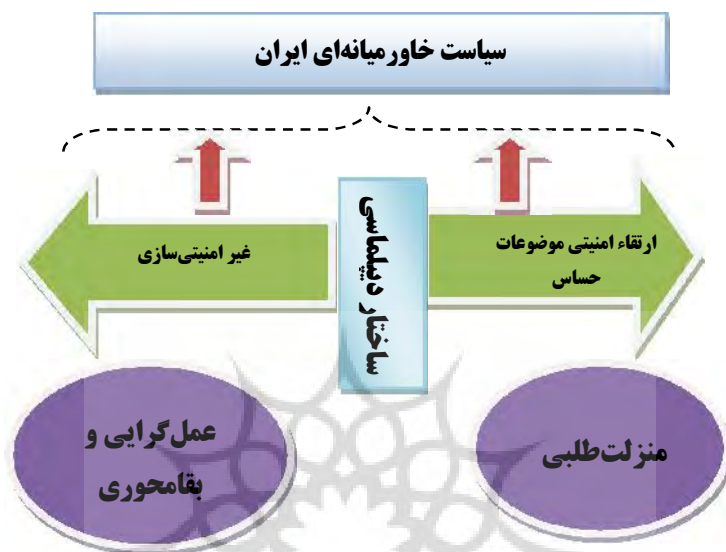 سیاست خاورمیانه‌ای ایران
ارتقاء امنیتی موضوعات
حساس
ساختار دیپلماسی
غیر امنیتی‌سازی
منزلت‌طلبی
عمل‌گرایی و
بقامحوری